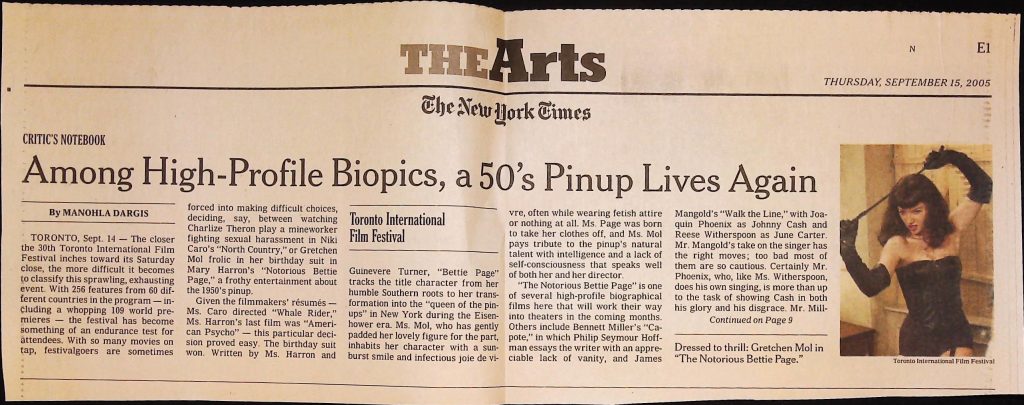 THE Arts
N
E1
THURSDAY, SEPTEMBER 15, 2005
The New York Times
CRITIC'S NOTEBOOK
Among High-Profile Biopics, a 50's Pinup Lives Again
By MANOHLA DARGIS
TORONTO, Sept. 14 — The closer
the 30th Toronto International Film
Festival inches toward its Saturday
close, the more difficult it becomes
to classify this sprawling, exhausting
event. With 256 features from 60 dif-
ferent countries in the program — in-
cluding a whopping 109 world pre-
mieres — the festival has become
something of an endurance test for
attendees. With so many movies on
tap, festivalgoers are sometimes
forced into making difficult choices,
deciding, say, between watching
Charlize Theron play a mineworker
fighting sexual harassment in Niki
Caro's "North Country," or Gretchen
Mol frolic in her birthday suit in
Mary Harron's "Notorious Bettie
Page," a frothy entertainment about
the 1950's pinup.
Given the filmmakers' résumés —
Ms. Caro directed "Whale Rider,"
Ms. Harron's last film was "Ameri-
can Psycho" — this particular deci-
sion proved easy. The birthday suit
won. Written by Ms. Harron and
Toronto International
Film Festival
Guinevere Turner, "Bettie Page"
tracks the title character from her
humble Southern roots to her trans-
formation into the "queen of the pin-
ups" in New York during the Eisen-
hower era. Ms. Mol, who has gently
padded her lovely figure for the part,
inhabits her character with a sun-
burst smile and infectious joie de vi-
vre, often while wearing fetish attire
or nothing at all. Ms. Page was born
to take her clothes off, and Ms. Mol
pays tribute to the pinup's natural
talent with intelligence and a lack of
self-consciousness that speaks well
of both her and her director.
"The Notorious Bettie Page" is one
of several high-profile biographical
films here that will work their way
into theaters in the coming months.
Others include Bennett Miller's "Ca-
pote," in which Philip Seymour Hoff-
man essays the writer with an appre-
ciable lack of vanity, and James
Mangold's "Walk the Line," with Joa-
quin Phoenix as Johnny Cash and
Reese Witherspoon as June Carter.
Mr. Mangold's take on the singer has
the right moves; too bad most of
them are so cautious. Certainly Mr.
Phoenix, who, like Ms. Witherspoon,
does his own singing, is more than up
to the task of showing Cash in both
his glory and his disgrace. Mr. Mill-
Continued on Page 9
Dressed to thrill: Gretchen Mol in
"The Notorious Bettie Page."
Toronto International Film Festival